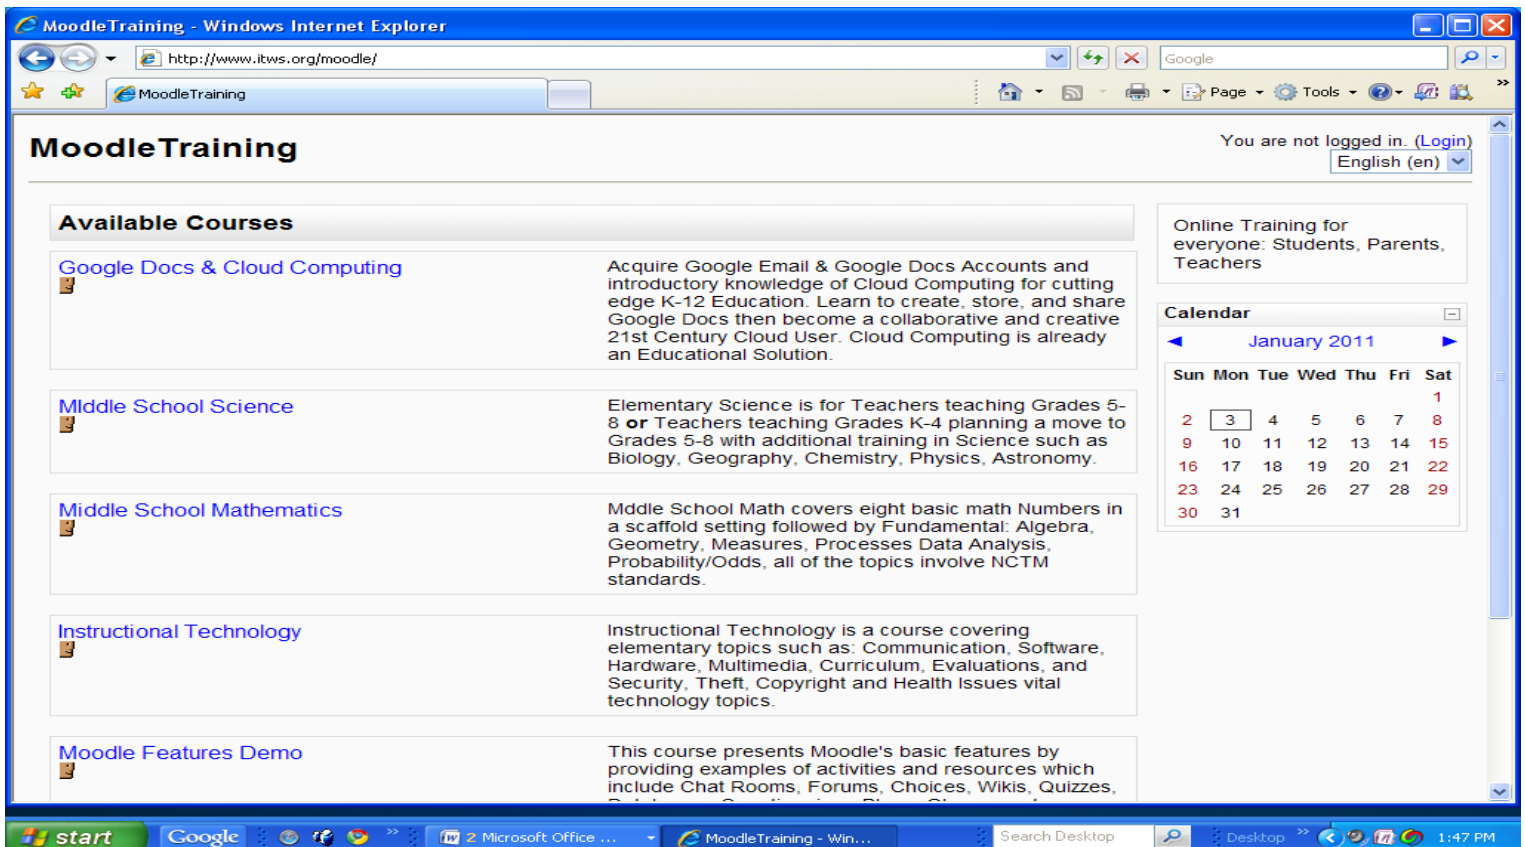 MoodleTraining - Windows Internet Explorer
http://www.itws.org/moodle/
Google
MoodleTraining
Page
Tools
MoodleTraining
You are not logged in. (Login)
English (en)
Available Courses
Google Docs & Cloud Computing
Acquire Google Email & Google Docs Accounts and
introductory knowledge of Cloud Computing for cutting
edge K-12 Education. Learn to create, store, and share
Google Docs then become a collaborative and creative
21st Century Cloud User. Cloud Computing is already
an Educational Solution.
MIddle School Science
Elementary Science is for Teachers teaching Grades 5-
8 or Teachers teaching Grades K-4 planning a move to
Grades 5-8 with additional training in Science such as
Biology, Geography, Chemistry, Physics, Astronomy.
Middle School Mathematics
Mddle School Math covers eight basic math Numbers in
a scaffold setting followed by Fundamental: Algebra,
Geometry, Measures, Processes Data Analysis,
Probability/Odds, all of the topics involve NCTM
standards.
Instructional Technology
Instructional Technology is a course covering
elementary topics such as: Communication, Software,
Hardware, Multimedia, Curriculum, Evaluations, and
Security, Theft, Copyright and Health Issues vital
technology topics.
Moodle Features Demo
This course presents Moodle's basic features by
providing examples of activities and resources which
include Chat Rooms, Forums, Choices, Wikis, Quizzes,
Online Training for
everyone: Students, Parents,
Teachers
Calendar
January 2011
Sun Mon Tue Wed Thu Fri Sat
1
2 3 4 5 6 7 8
9 10 11 12 13 14 15
16 17 18 19 20 21 22
23 24 25 26 27 28 29
30 31
start
Google
2 Microsoft Office ...
MoodleTraining - Win...
Search Desktop
Desktop
1:47 PM